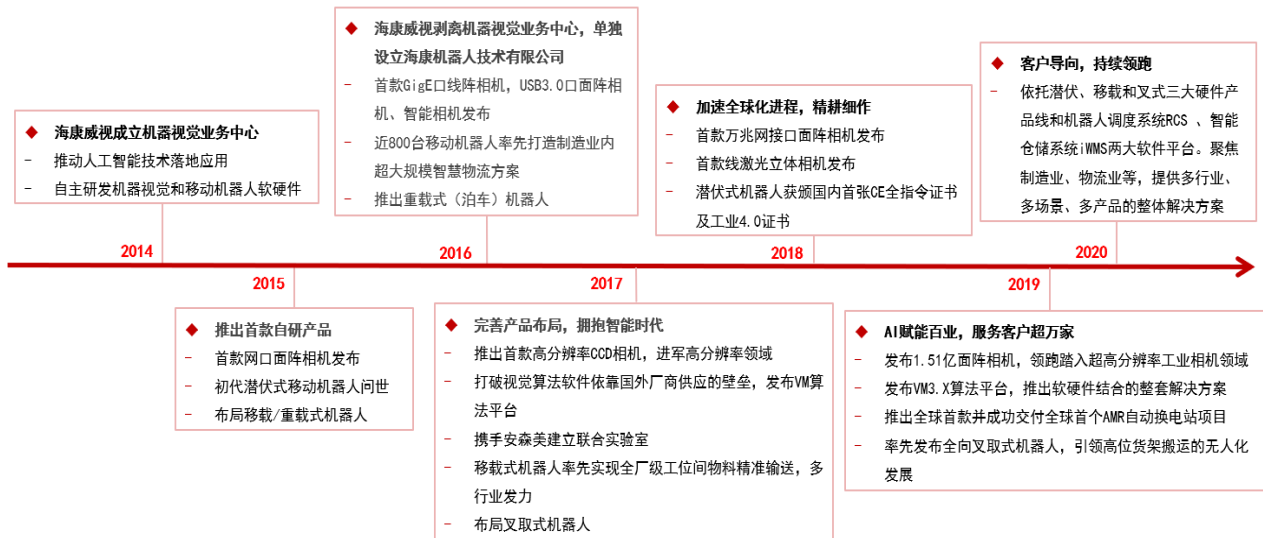 ◆ 海康威视成立机器视觉业务中心
- 推动人工智能技术落地应用
- 自主研发机器视觉和移动机器人软硬件
2014
2015
◆ 推出首款自研产品
- 首款网口面阵相机发布
- 初代潜伏式移动机器人问世
- 布局移载/重载式机器人
◆ 海康威视剥离机器视觉业务中心，单独
设立海康机器人技术有限公司
- 首款GigE口线阵相机，USB3.0口面阵相
机、智能相机发布
- 近800台移动机器人率先打造制造业内
超大规模智慧物流方案
- 推出重载式（泊车）机器人
2016
2017
◆ 完善产品布局，拥抱智能时代
- 推出首款高分辨率CCD相机，进军高分辨率领域
- 打破视觉算法软件依靠国外厂商供应的壁垒，发布VM算
法平台
- 携手安森美建立联合实验室
- 移载式机器人率先实现全厂级工位间物料精准输送，多
行业发力
- 布局叉取式机器人
◆ 加速全球化进程，精耕细作
- 首款万兆网接口面阵相机发布
- 首款线激光立体相机发布
- 潜伏式机器人获颁国内首张CE全指令证书
及工业4.0证书
2018
2019
◆ AI赋能百业，服务客户超万家
- 发布1.51亿面阵相机，领跑踏入超高分辨率工业相机领域
- 发布VM3.X算法平台，推出软硬件结合的整套解决方案
- 推出全球首款并成功交付全球首个AMR自动换电站项目
- 率先发布全向叉取式机器人，引领高位货架搬运的无人化
发展
◆ 客户导向，持续领跑
- 依托潜伏、移载和叉式三大硬件产
品线和机器人调度系统RCS 、智能
仓储系统iWMS两大软件平台。聚焦
制造业、物流业等，提供多行业、
多场景、多产品的整体解决方案
2020